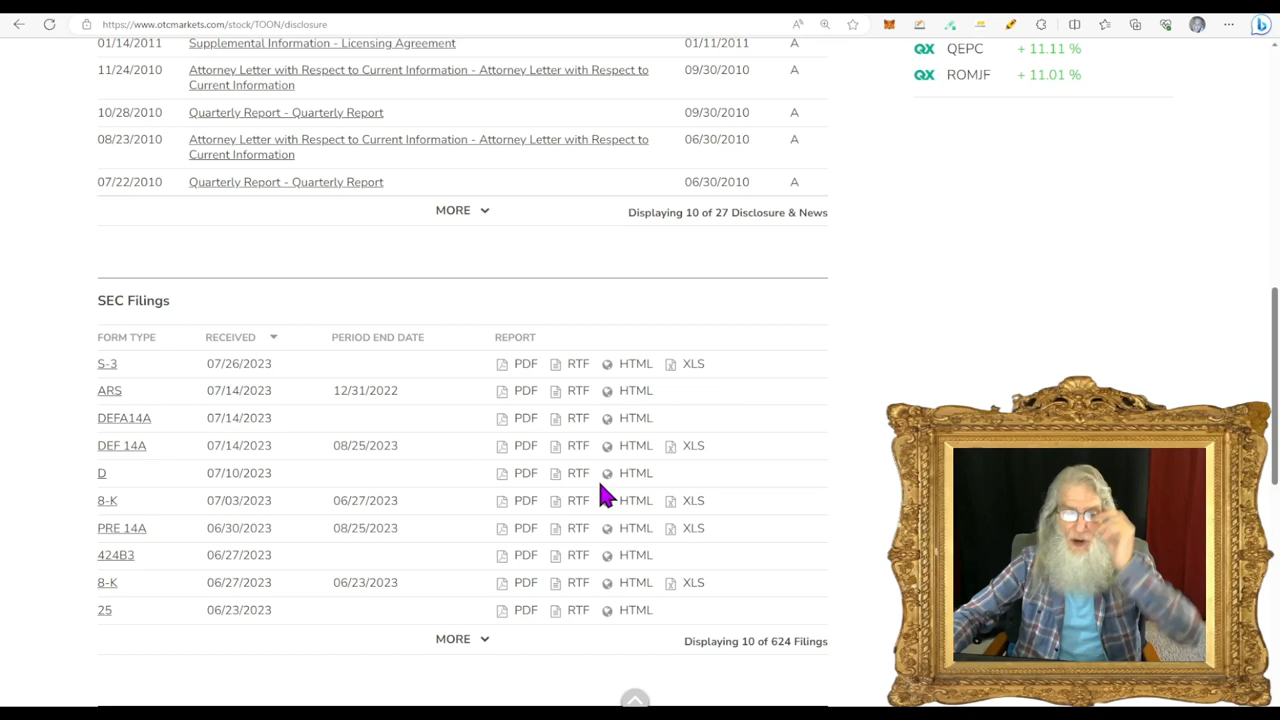 https://www.otcmarkets.com/stock/TOON/disclosure
01/14/2011 Supplemental Information - Licensing Agreement 01/11/2011 A
11/24/2010 Attorney Letter with Respect to Current Information - Attorney Letter with Respect to 09/30/2010 A
Current Information
10/28/2010 Quarterly Report - Quarterly Report 09/30/2010 A
08/23/2010 Attorney Letter with Respect to Current Information - Attorney Letter with Respect to 06/30/2010 A
Current Information
07/22/2010 Quarterly Report - Quarterly Report 06/30/2010 A
MORE Displaying 10 of 27 Disclosure & News
QX QEPC + 11.11 %
QX ROMJF + 11.01 %
SEC Filings
FORM TYPE RECEIVED PERIOD END DATE REPORT
S-3 07/26/2023 PDF RTF HTML XLS
ARS 07/14/2023 12/31/2022 PDF RTF HTML
DEFA14A 07/14/2023 PDF RTF HTML
DEF 14A 07/14/2023 08/25/2023 PDF RTF HTML XLS
D 07/10/2023 PDF RTF HTML
8-K 07/03/2023 06/27/2023 PDF RTF HTML XLS
PRE 14A 06/30/2023 08/25/2023 PDF RTF HTML XLS
424B3 06/27/2023 PDF RTF HTML
8-K 06/27/2023 06/23/2023 PDF RTF HTML XLS
25 06/23/2023 PDF RTF HTML
MORE Displaying 10 of 624 Filings